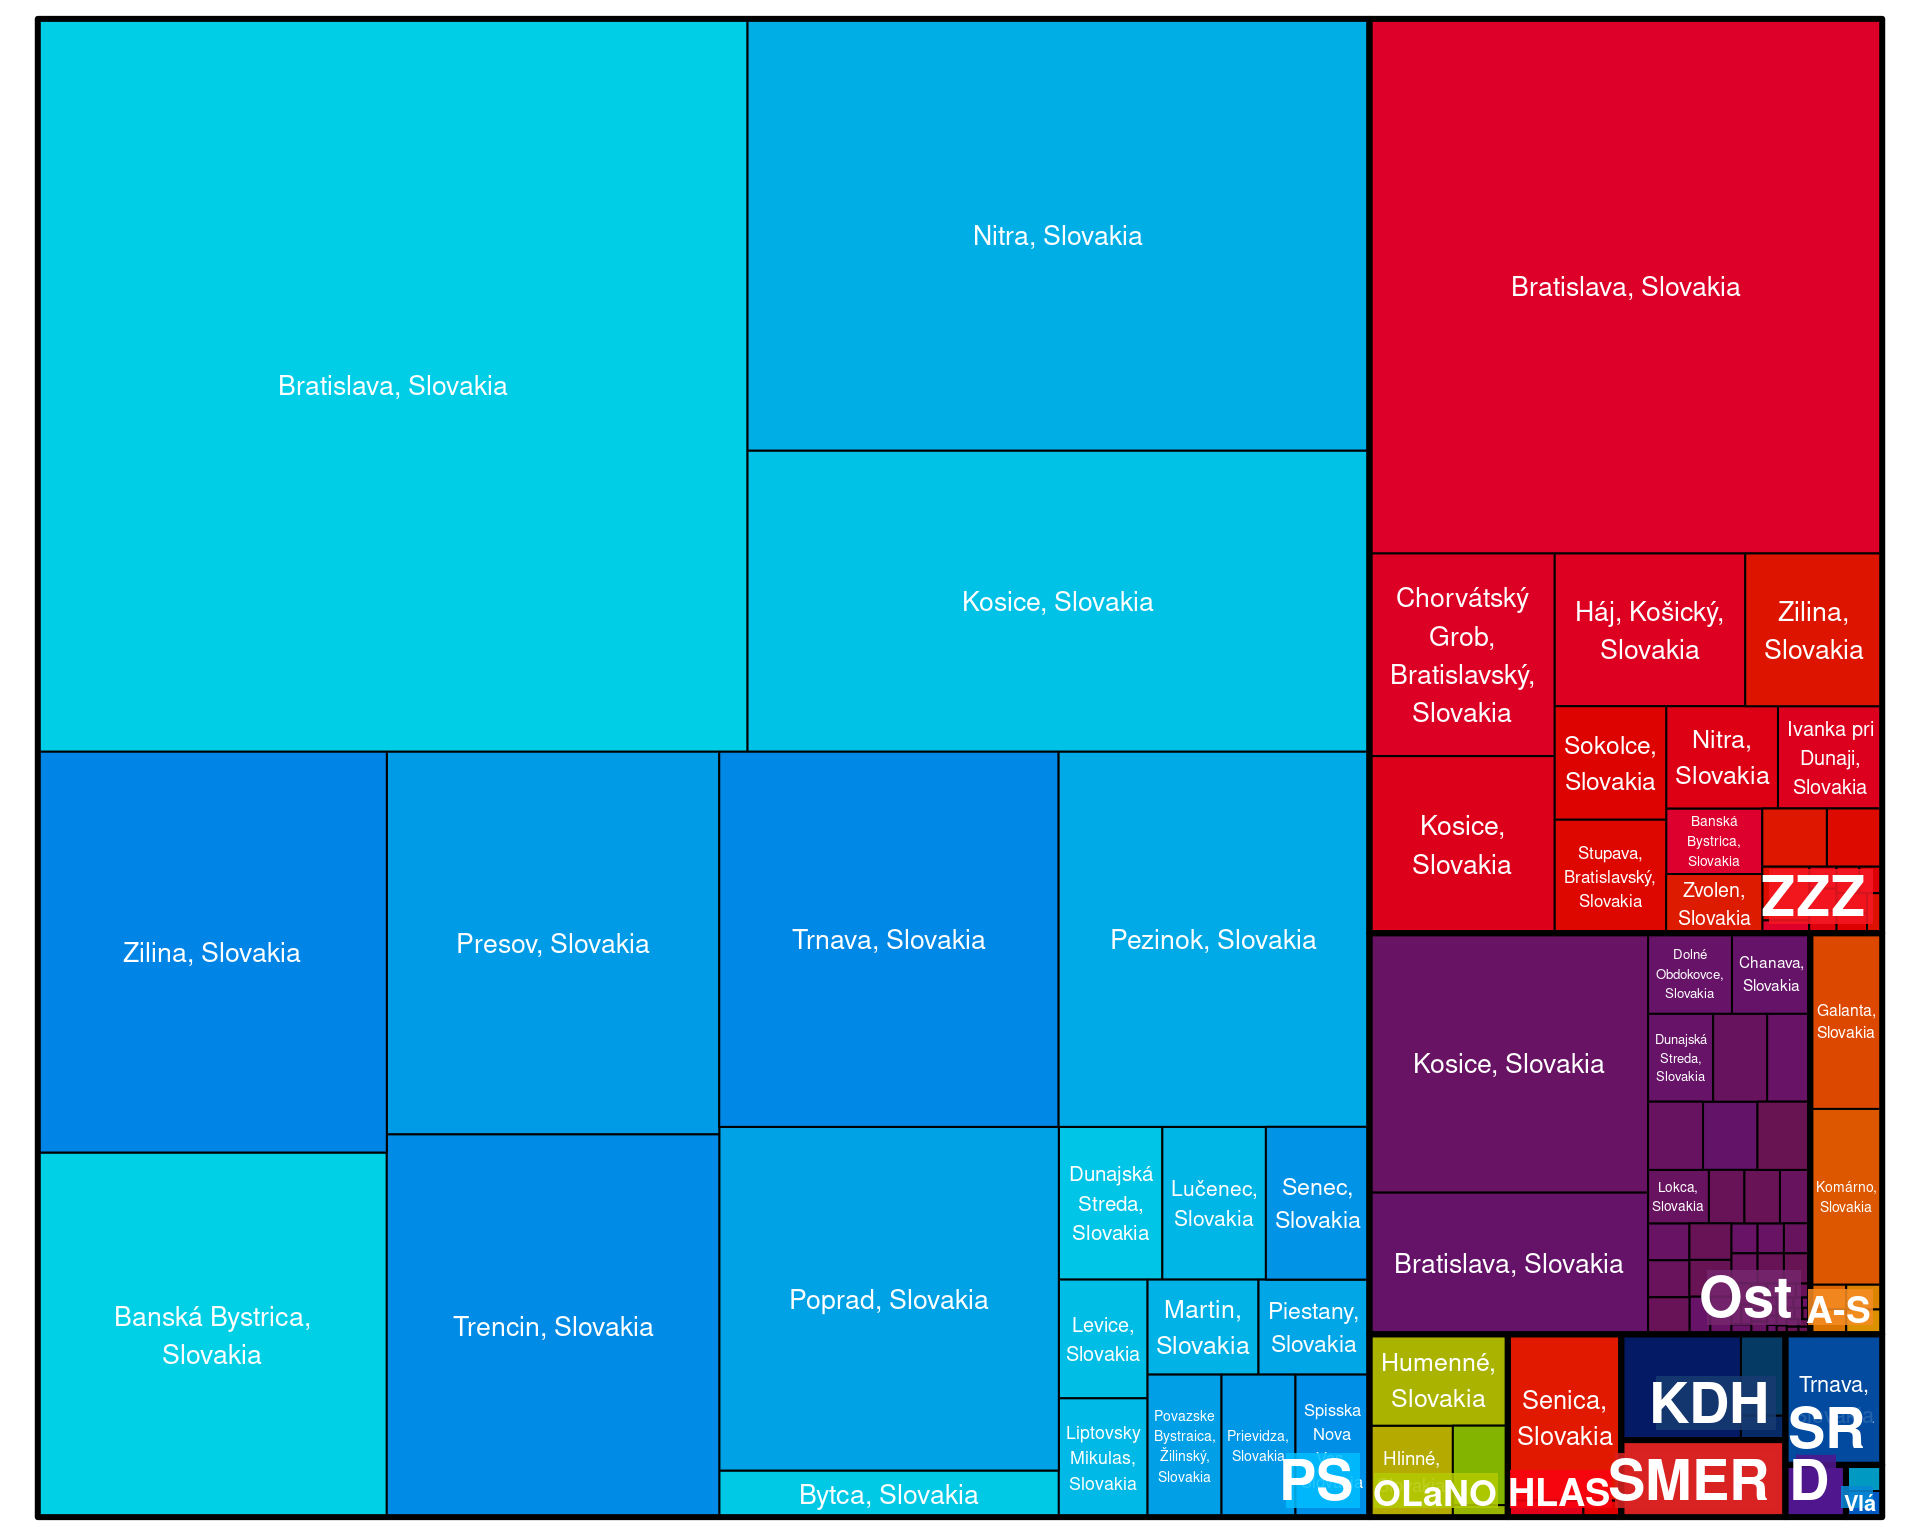 Bratislava, Slovakia
Nitra, Slovakia
Kosice, Slovakia
Zilina, Slovakia
Presov, Slovakia
Trnava, Slovakia
Pezinok, Slovakia
Banská Bystrica,
Slovakia
Trencin, Slovakia
Poprad, Slovakia
Bytca, Slovakia
Dunajská
Streda,
Slovakia
Lučenec,
Slovakia
Senec,
Slovakia
Levice,
Slovakia
Martin,
Slovakia
Piestany,
Slovakia
Liptovsky
Mikulas,
Slovakia
Povazske
Bystraica,
Žilinský,
Slovakia
Prievidza,
Slovakia
Spisska
Nova
PS
Bratislava, Slovakia
Chorvátský
Grob,
Bratislavský,
Slovakia
Háj, Košický,
Slovakia
Zilina,
Slovakia
Kosice,
Slovakia
Sokolce,
Slovakia
Nitra,
Slovakia
Ivanka pri
Dunaji,
Slovakia
Stupava,
Bratislavský,
Slovakia
Banská
Bystrica,
Slovakia
Zvolen,
Slovakia
ZZZ
Kosice, Slovakia
Bratislava, Slovakia
Dolné
Obdokovce,
Slovakia
Chanava,
Slovakia
Dunajská
Streda,
Slovakia
Lokca,
Slovakia
Ost
Galanta,
Slovakia
Komárno,
Slovakia
A-S
Humenné,
Slovakia
Hlinné,
OLaNO
Senica,
Slovakia
HLAS
KDH
SMER
Trnava,
SR
D
Vlá